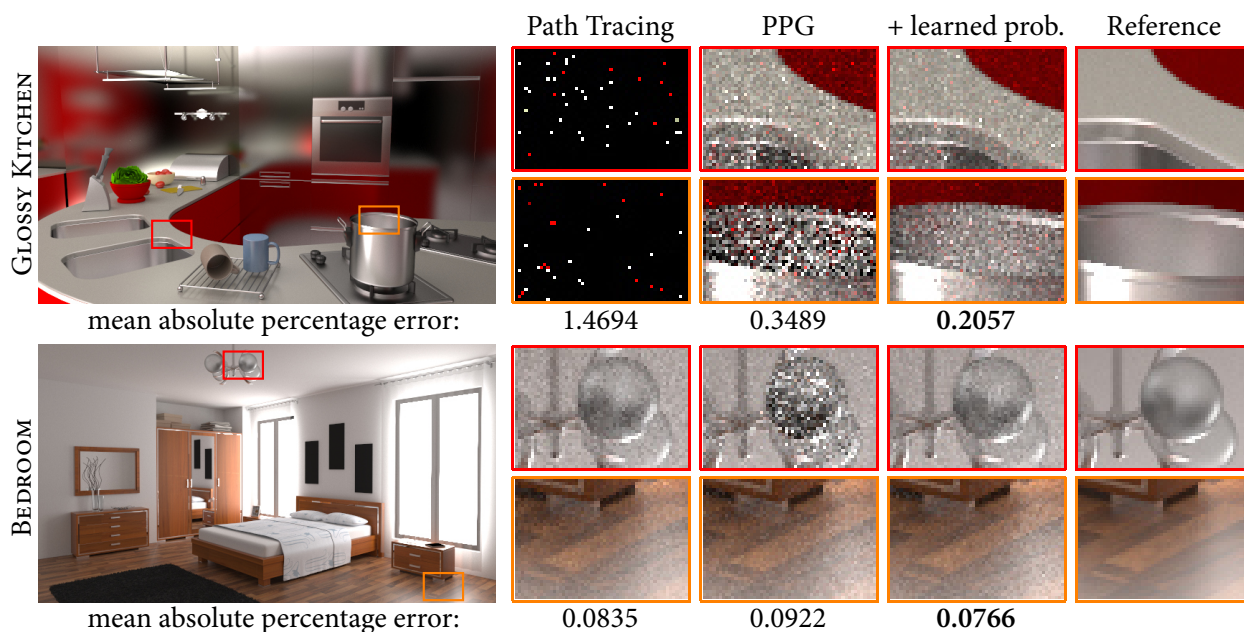 Path Tracing PPG + learned prob. Reference
GLOSSY KITCHEN
mean absolute percentage error: 1.4694 0.3489 0.2057
BEDROOM
mean absolute percentage error: 0.0835 0.0922 0.0766